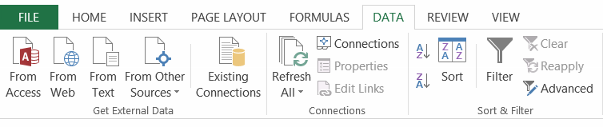 FILE HOME INSERT PAGE LAYOUT FORMULAS DATA REVIEW VIEW
From Access
From Web
From Text
From Other Sources
Existing Connections
Get External Data
Refresh All
Connections
Properties
Edit Links
Connections
A Z
Z A
Z A A Z
Sort
Filter
Clear
Reapply
Advanced
Sort & Filter